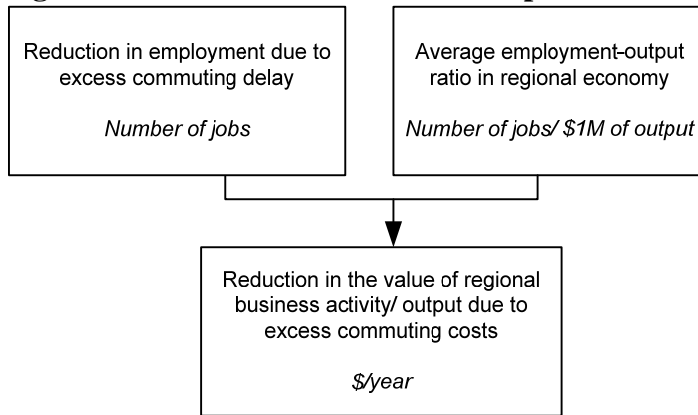 Reduction in employment due to
excess commuting delay
Number of jobs
Average employment-output
ratio in regional economy
Number of jobs/ $1M of output
Reduction in the value of regional
business activity/ output due to
excess commuting costs
$/year